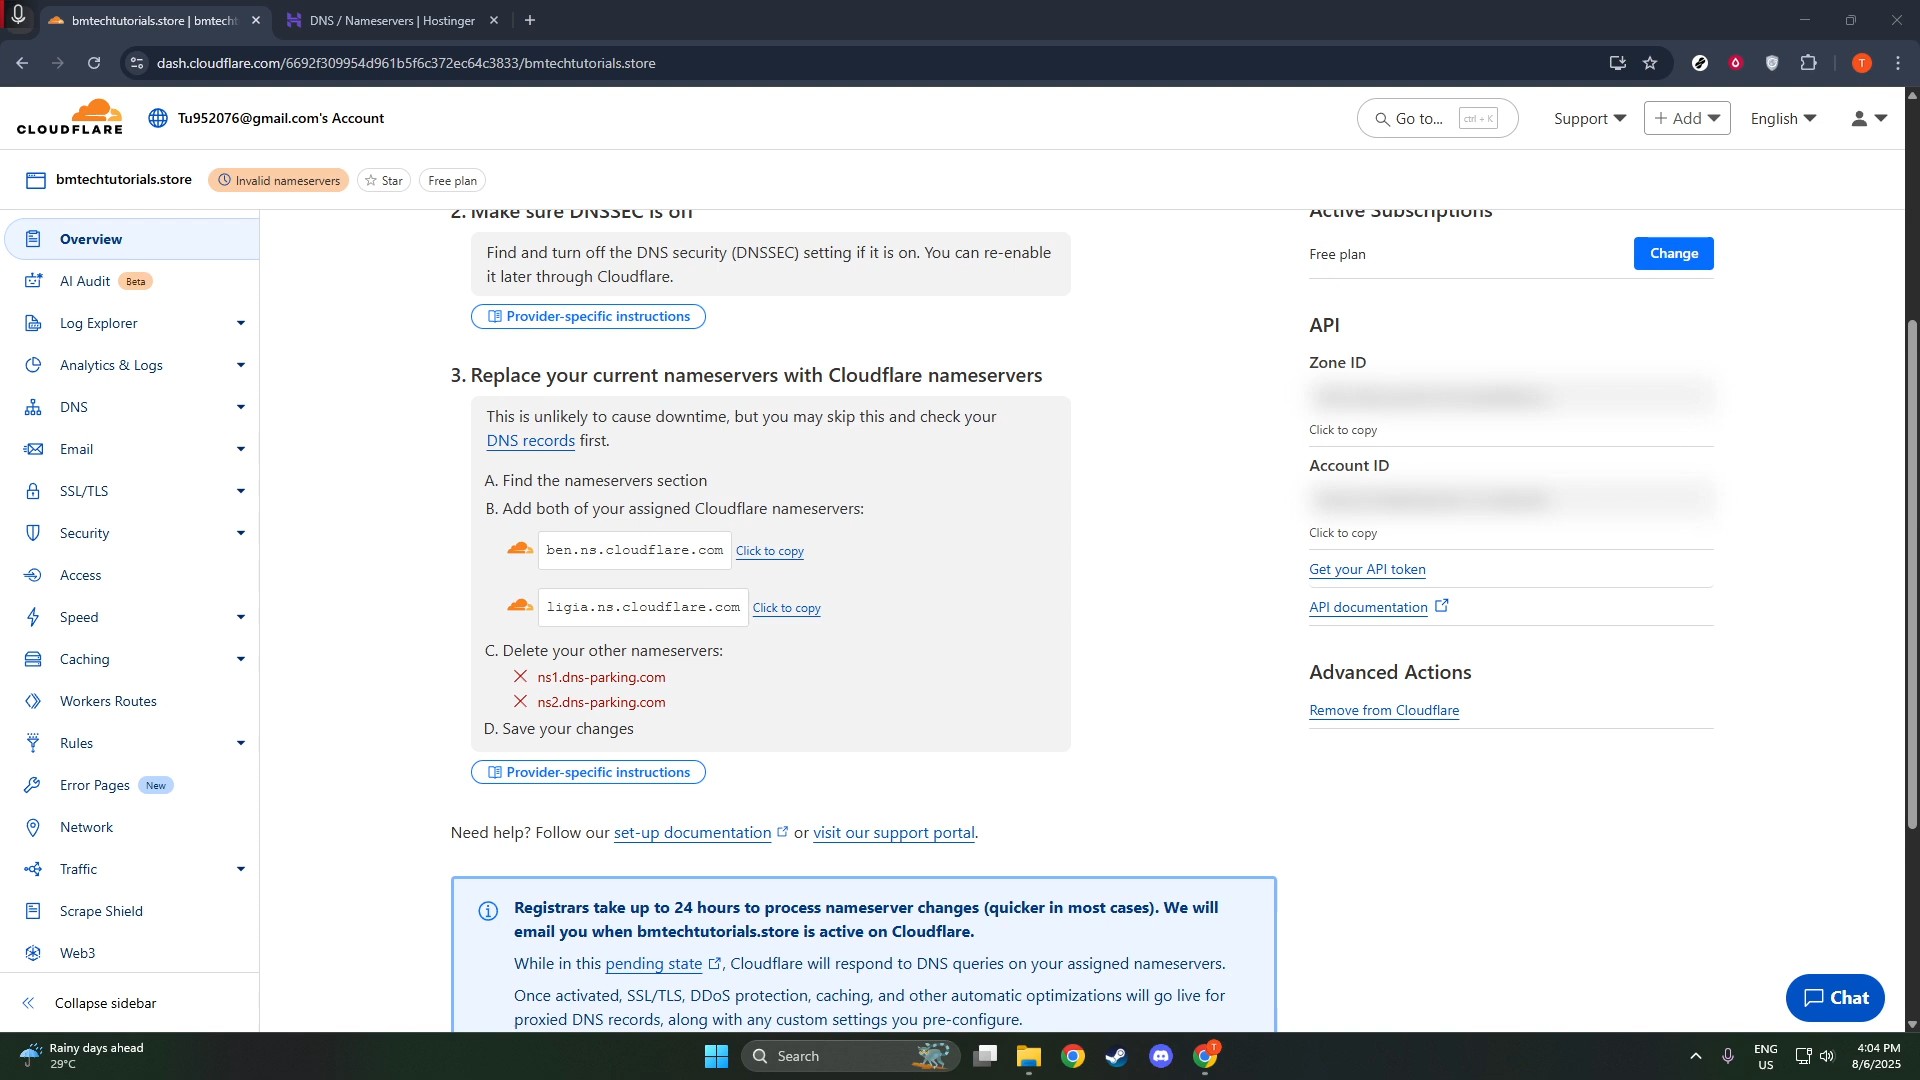 bmtechtutorials.store | bmtecht
DNS / Nameservers | Hostinger
dash.cloudflare.com/6692f309954d961b5f6c372ec64c3833/bmtechtutorials.store
T
CLOUDFLARE
Tu952076@gmail.com's Account
Go to...
ctrl + K
Support
Add
English
bmtechtutorials.store
Invalid nameservers
Star
Free plan
Overview
AI Audit Beta
Log Explorer
Analytics & Logs
DNS
Email
SSL/TLS
Security
Access
Speed
Caching
Workers Routes
Rules
Error Pages New
Network
Traffic
Scrape Shield
Web3
Collapse sidebar
2. Make sure DNSSEC is off
Find and turn off the DNS security (DNSSEC) setting if it is on. You can re-enable
it later through Cloudflare.
Provider-specific instructions
3. Replace your current nameservers with Cloudflare nameservers
This is unlikely to cause downtime, but you may skip this and check your
DNS records first.
A. Find the nameservers section
B. Add both of your assigned Cloudflare nameservers:
ben.ns.cloudflare.com Click to copy
ligia.ns.cloudflare.com Click to copy
C. Delete your other nameservers:
ns1.dns-parking.com
ns2.dns-parking.com
D. Save your changes
Provider-specific instructions
Need help? Follow our set-up documentation or visit our support portal.
Registrars take up to 24 hours to process nameserver changes (quicker in most cases). We will
email you when bmtechtutorials.store is active on Cloudflare.
While in this pending state, Cloudflare will respond to DNS queries on your assigned nameservers.
Once activated, SSL/TLS, DDoS protection, caching, and other automatic optimizations will go live for
proxied DNS records, along with any custom settings you pre-configure.
Active Subscriptions
Free plan
Change
API
Zone ID
Click to copy
Account ID
Click to copy
Get your API token
API documentation
Advanced Actions
Remove from Cloudflare
Chat
Rainy days ahead
29°C
Search
T
ENG
US
4:04 PM
8/6/2025